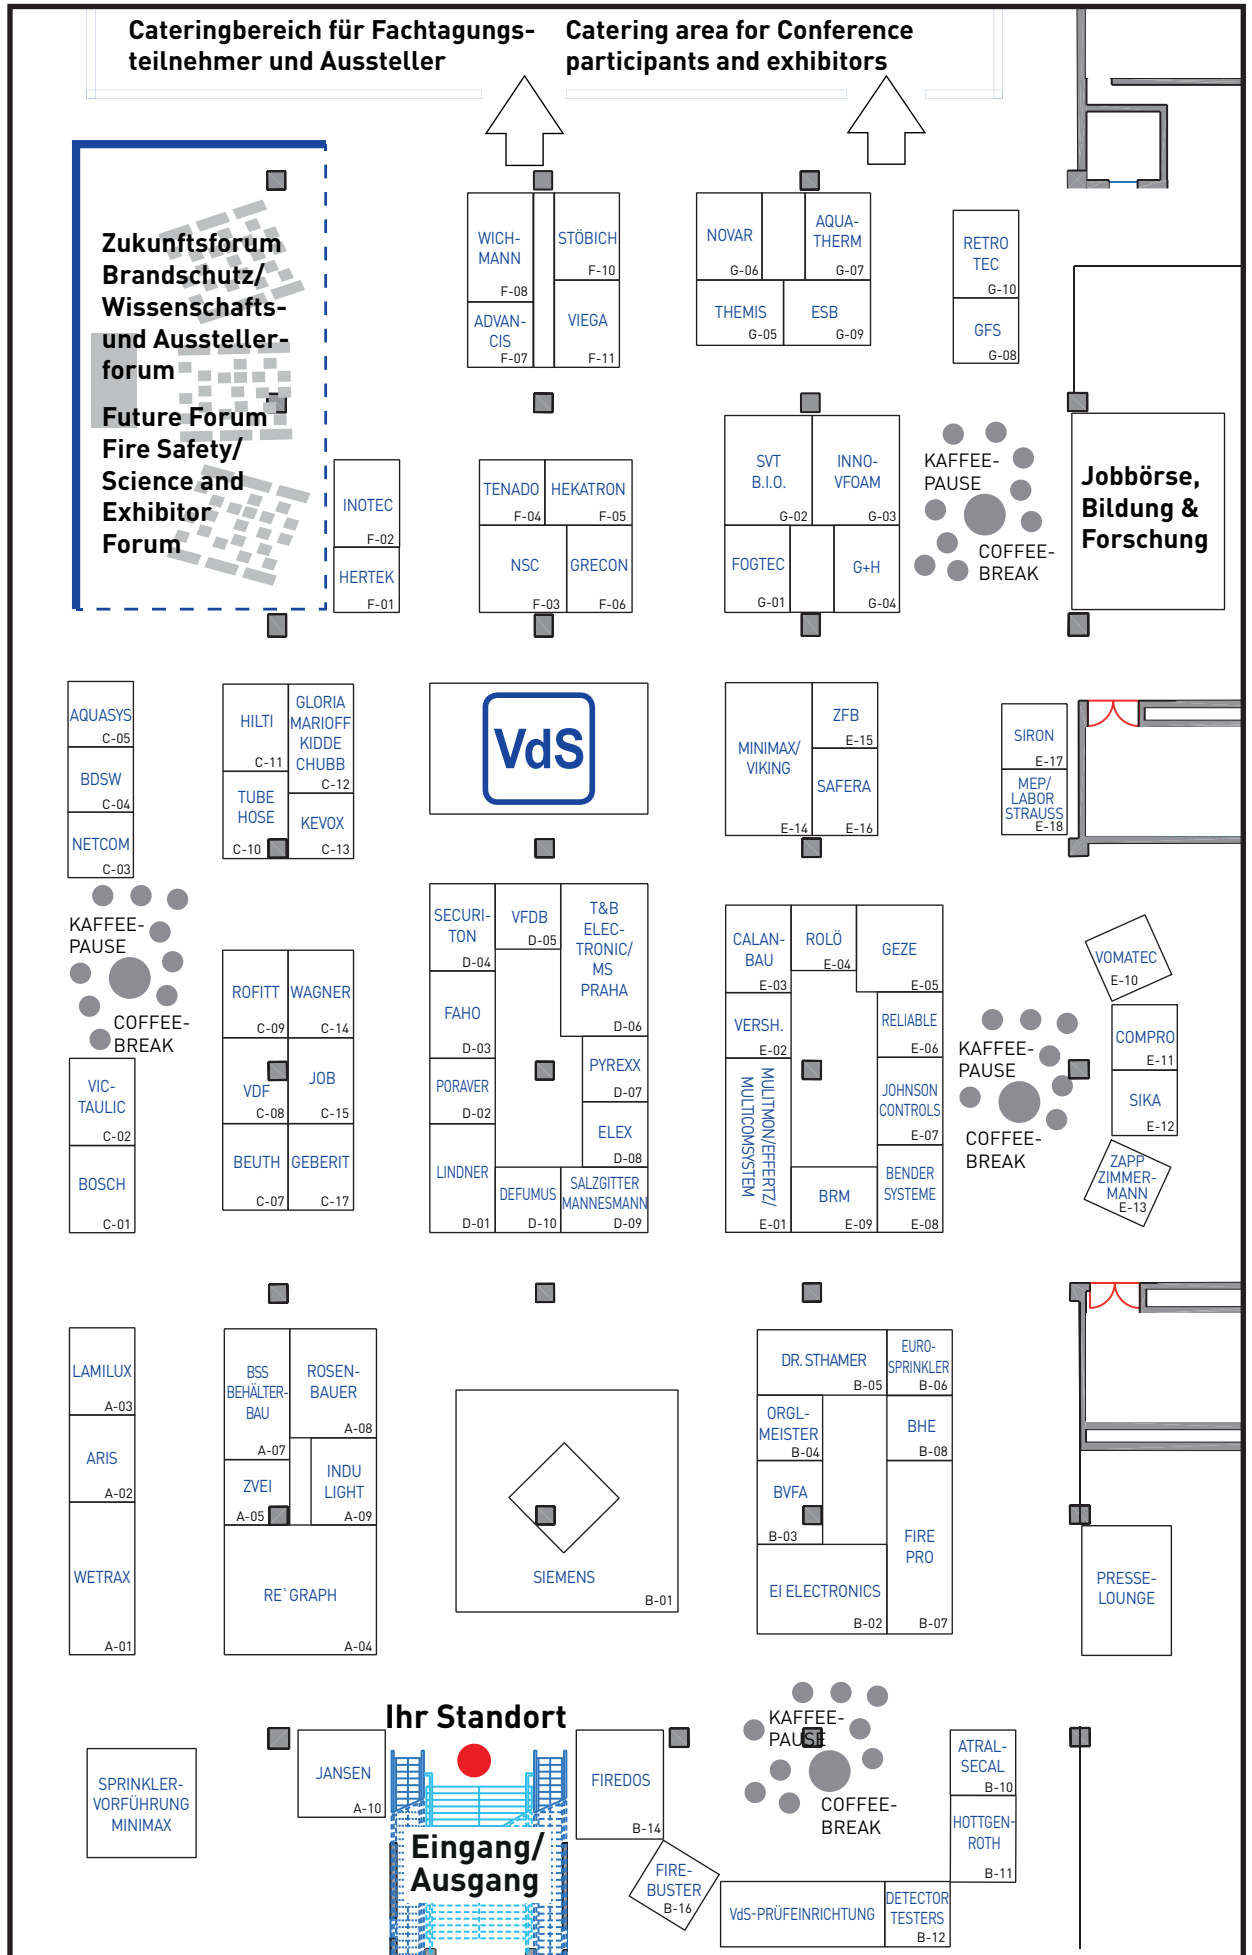 Cateringbereich für Fachtagungs-
teilnehmer und Aussteller
Catering area for Conference
participants and exhibitors
Zukunftsforum
Brandschutz/
Wissenschafts-
und Aussteller-
forum
Future Forum
Fire Safety/
Science and
Exhibitor
Forum
WICH-
MANN
F-08
STÖBICH
F-10
ADVAN-
CIS
F-07
VIEGA
F-11
NOVAR
G-06
AQUA-
THERM
G-07
THEMIS
G-05
ESB
G-09
RETRO
TEC
G-10
GFS
G-08
INOTEC
F-02
HERTEK
F-01
TENADO
F-04
HEKATRON
F-05
NSC
F-03
GRECON
F-06
SVT
B.I.O.
G-02
INNO-
VFOAM
G-03
FOGTEC
G-01
G+H
G-04
KAFFEE-
PAUSE
COFFEE-
BREAK
Jobbörse,
Bildung &
Forschung
AQUASYS
C-05
BDSW
C-04
NETCOM
C-03
HILTI
C-11
GLORIA
MARIOFF
KIDDE
CHUBB
C-12
TUBE
HOSE
C-10
KEVOX
C-13
VdS
MINIMAX/
VIKING
E-14
ZFB
E-15
SAFERA
E-16
SIRON
E-17
MEP/
LABOR
STRAUSS
E-18
KAFFEE-
PAUSE
COFFEE-
BREAK
VIC-
TAULIC
C-02
BOSCH
C-01
ROFITT
C-09
WAGNER
C-14
VDF
C-08
JOB
C-15
BEUTH
C-07
GEBERIT
C-17
SECURI-
TON
D-04
VFDB
D-05
T&B
ELEC-
TRONIC/
MS
PRAHA
D-06
FAHO
D-03
PYREXX
D-07
PORAVER
D-02
ELEX
D-08
LINDNER
D-01
DEFUMUS
D-10
SALZGITTER
MANNESMANN
D-09
CALAN-
BAU
E-03
ROLÖ
E-04
GEZE
E-05
VERSH.
E-02
RELIABLE
E-06
MULITMON/EFFERTZ/
MULTICOMSYSTEM
E-01
JOHNSON
CONTROLS
E-07
BRM
E-09
BENDER
SYSTEME
E-08
KAFFEE-
PAUSE
COFFEE-
BREAK
VOMATEC
E-10
COMPRO
E-11
SIKA
E-12
ZAPP
ZIMMER-
MANN
E-13
LAMILUX
A-03
ARIS
A-02
WETRAX
A-01
BSS
BEHÄLTER-
BAU
A-07
ROSEN-
BAUER
A-08
ZVEI
A-05
INDU
LIGHT
A-09
RE`GRAPH
A-04
SIEMENS
B-01
DR. STHAMER
B-05
EURO-
SPRINKLER
B-06
ORGL-
MEISTER
B-04
BHE
B-08
BVFA
B-03
FIRE
PRO
B-07
EI ELECTRONICS
B-02
PRESSE-
LOUNGE
SPRINKLER-
VORFÜHRUNG
MINIMAX
JANSEN
A-10
Ihr Standort
Eingang/
Ausgang
FIREDOS
B-14
FIRE-
BUSTER
B-16
KAFFEE-
PAUSE
COFFEE-
BREAK
ATRAL-
SECAL
B-10
HOTTGEN-
ROTH
B-11
VdS-PRÜFEINRICHTUNG
DETECTOR
TESTERS
B-12